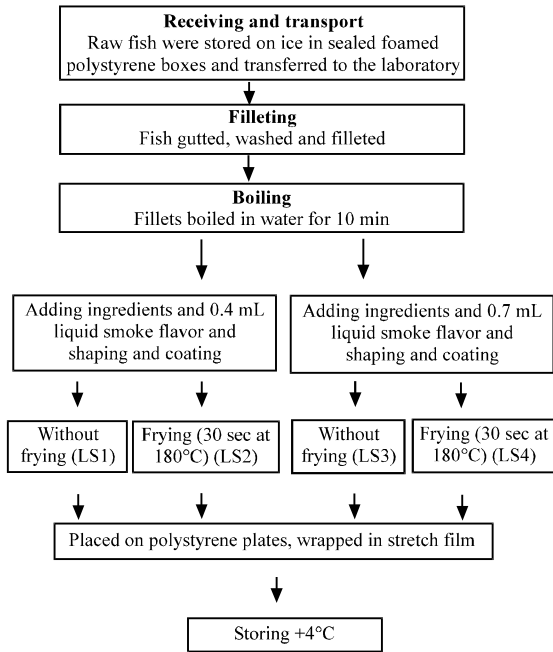 Receiving and transport
Raw fish were stored on ice in sealed foamed
polystyrene boxes and transferred to the laboratory
Filleting
Fish gutted, washed and filleted
Boiling
Fillets boiled in water for 10 min
Adding ingredients and 0.4 mL
liquid smoke flavor and
shaping and coating
Adding ingredients and 0.7 mL
liquid smoke flavor and
shaping and coating
Without
frying (LS1)
Frying (30 sec at
180°C) (LS2)
Without
frying (LS3)
Frying (30 sec at
180°C) (LS4)
Placed on polystyrene plates, wrapped in stretch film
Storing +4°C